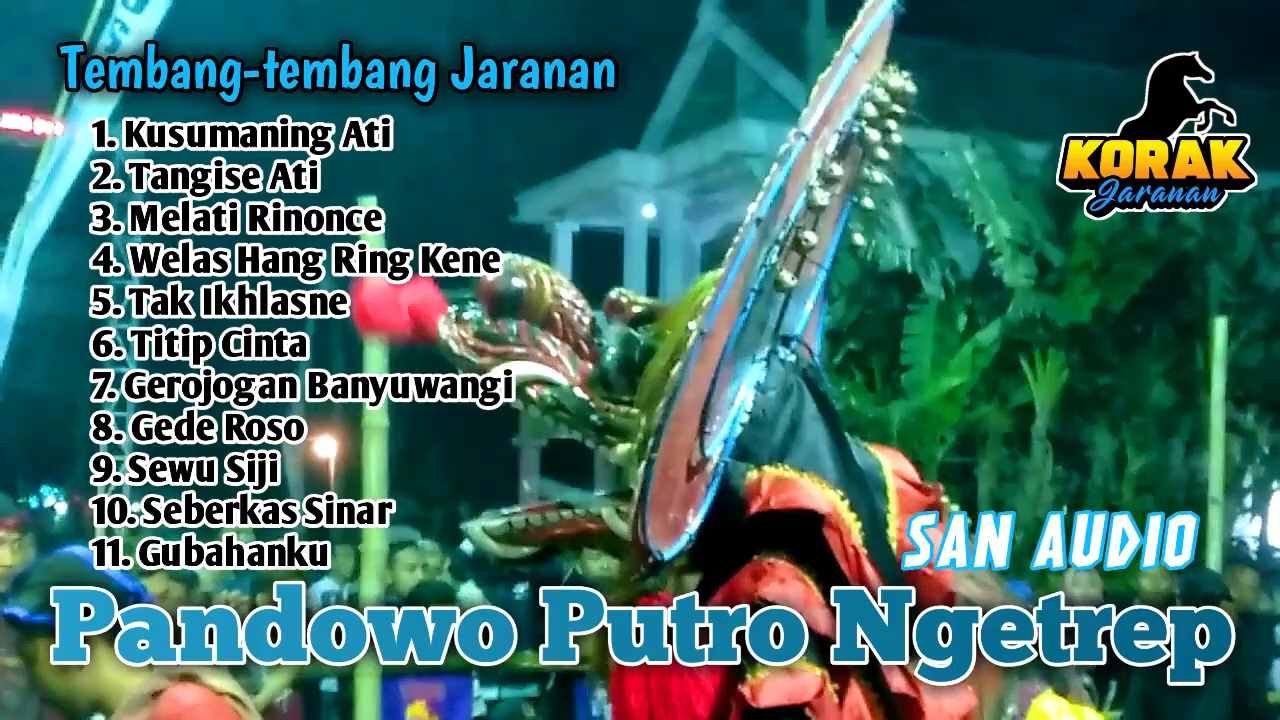 Tembang-tembang Jaranan
1. Kusumaning Ati
2. Tangise Ati
3. Melati Rinonce
4. Welas Hang Ring Kene
5. Tak Ikhlasne
6. Titip Cinta
7. Gerojogan Banyuwangi
8. Gede Roso
9. Sewu Siji
10. Seberkas Sinar
11. Gubahanku
KORAK
Jaranan
SAN AUDIO
Pandowo Putro Ngetrep